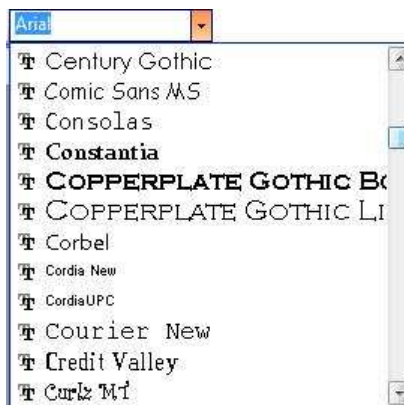 Arial
Century Gothic
Comic Sans MS
Consolas
Constantia
COPPERPLATE GOTHIC BO
COPPERPLATE GOTHIC LI
Corbel
Cordia New
CordiaUPC
Courier New
Credit Valley
Curlz MT